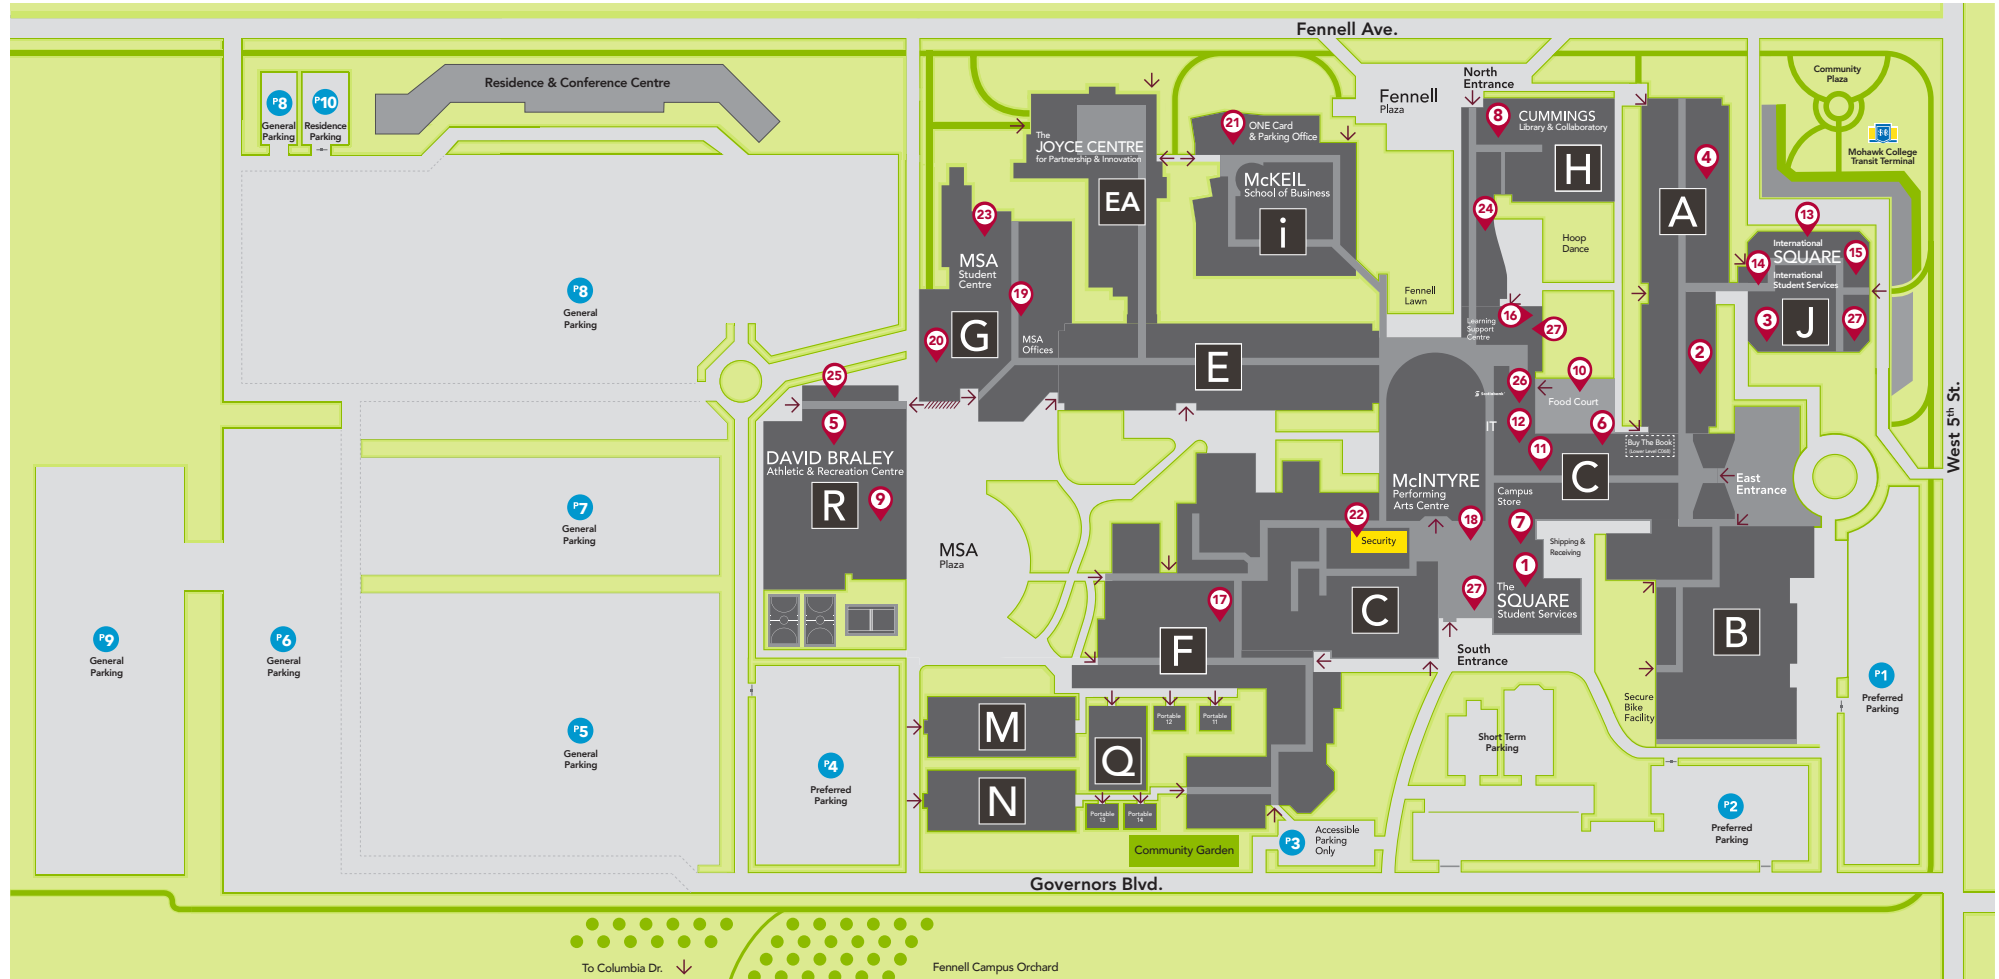 Fennell Ave.
Residence & Conference Centre
P8
General
Parking
P10
Residence
Parking
North
Entrance
Fennell
Plaza
Community
Plaza
Mohawk College
Transit Terminal
The
JOYCE CENTRE
for Partnership & Innovation
EA
21
ONE Card
& Parking Office
McKEIL
School of Business
i
8
CUMMINGS
Library & Collaboratory
H
4
A
24
Hoop
Dance
13
International
SQUARE
14
15
International
Student Services
3
J
27
23
MSA
Student
Centre
19
20
G
MSA
Offices
P8
General
Parking
Fennell
Lawn
16
Learning
Support
Centre
27
2
E
25
26
10
Scotiabank
Food Court
12
IT
6
11
Buy The Book
(Lower Level C068)
West 5th St.
5
DAVID BRALEY
Athletic & Recreation Centre
R
9
McINTYRE
Performing
Arts Centre
C
Campus
Store
East
Entrance
P7
General
Parking
22
Security
18
7
Shipping &
Receiving
MSA
Plaza
1
The
SQUARE
Student Services
27
17
C
F
B
P9
General
Parking
P6
General
Parking
South
Entrance
P1
Preferred
Parking
Secure
Bike
Facility
M
Portable
12
Portable
11
Q
Short Term
Parking
P5
General
Parking
P4
Preferred
Parking
N
Portable
13
Portable
14
P2
Preferred
Parking
Community Garden
P3
Accessible
Parking
Only
Governors Blvd.
To Columbia Dr.
Fennell Campus Orchard